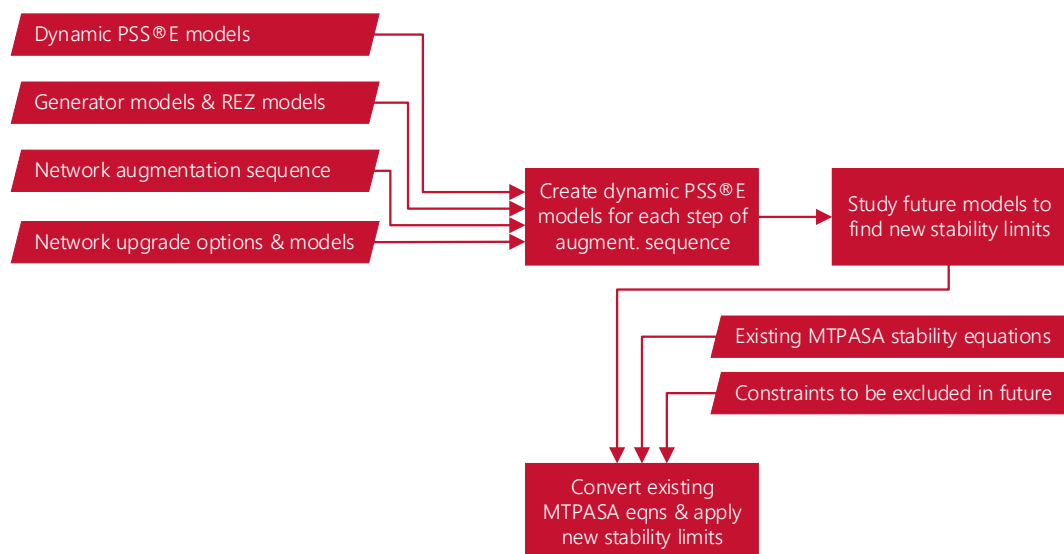 Dynamic PSS®E models
Generator models & REZ models
Network augmentation sequence
Network upgrade options & models
Create dynamic PSS®E
models for each step of
augment. sequence
Study future models to
find new stability limits
Existing MTPASA stability equations
Constraints to be excluded in future
Convert existing
MTPASA eqns & apply
new stability limits